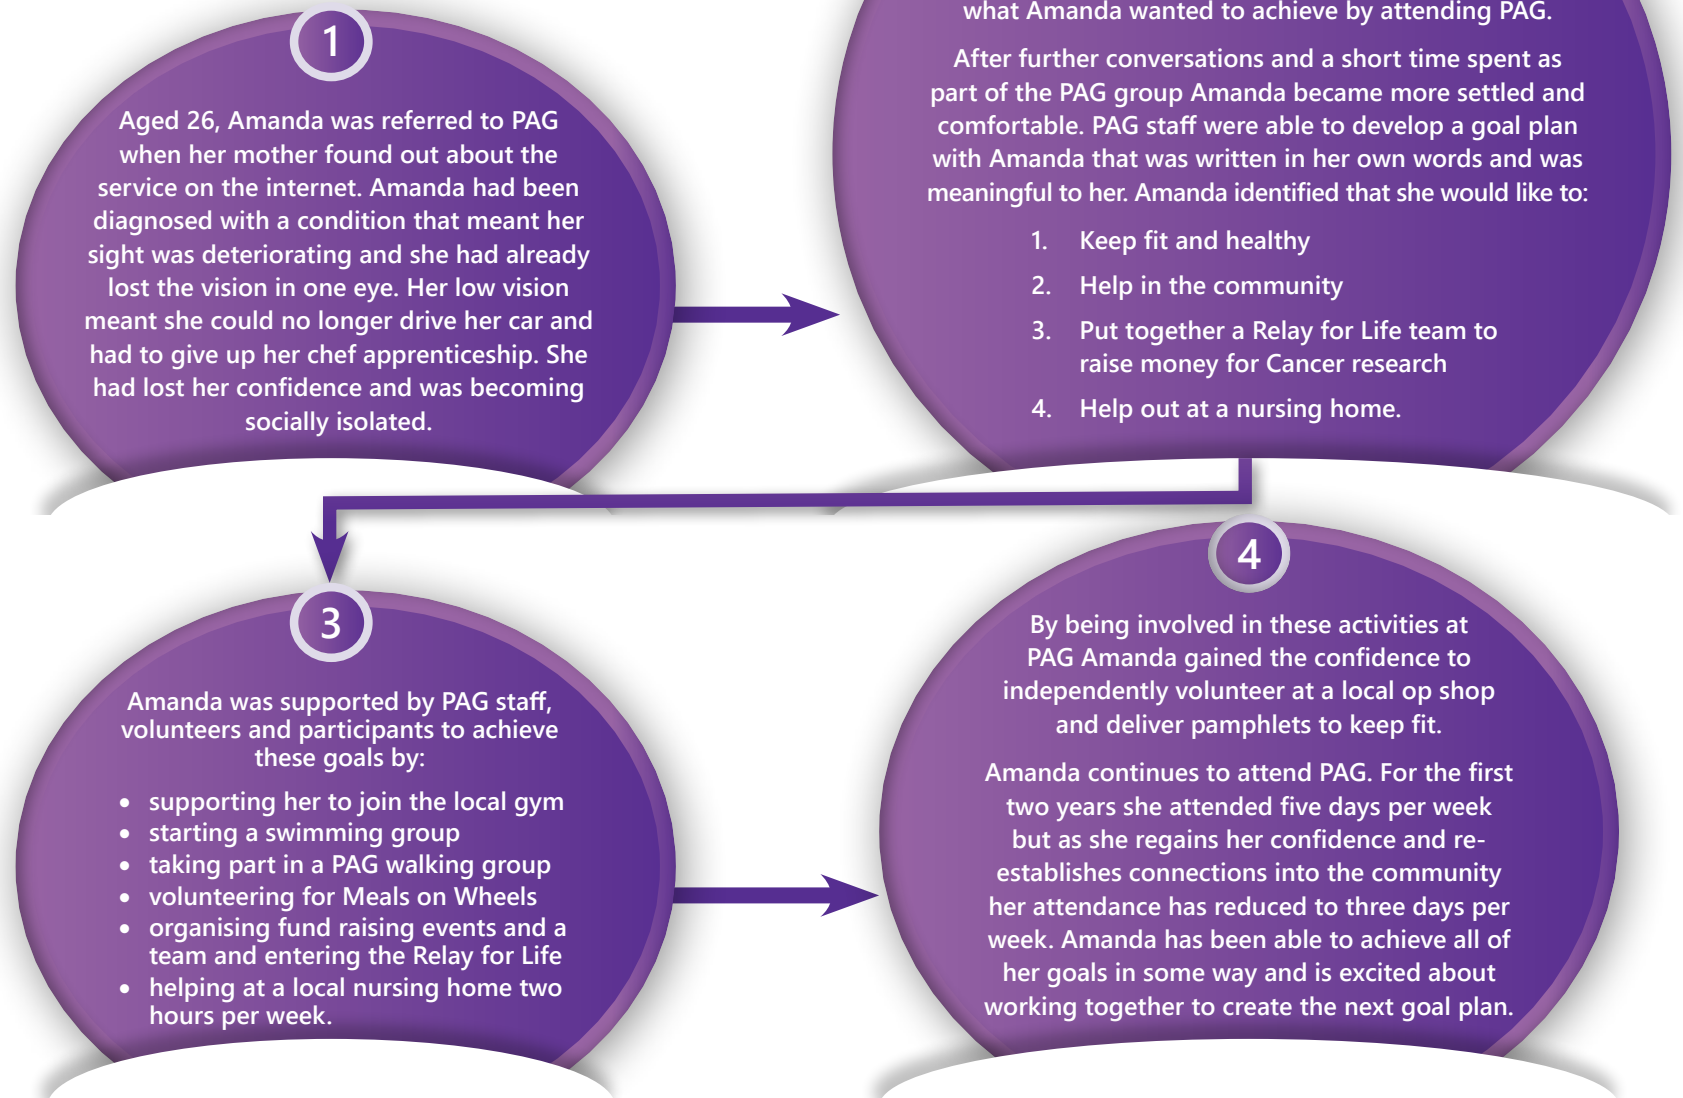 1
Aged 26, Amanda was referred to PAG
when her mother found out about the
service on the internet. Amanda had been
diagnosed with a condition that meant her
sight was deteriorating and she had already
lost the vision in one eye. Her low vision
meant she could no longer drive her car and
had to give up her chef apprenticeship. She
had lost her confidence and was becoming
socially isolated.
what Amanda wanted to achieve by attending PAG.
After further conversations and a short time spent as
part of the PAG group Amanda became more settled and
comfortable. PAG staff were able to develop a goal plan
with Amanda that was written in her own words and was
meaningful to her. Amanda identified that she would like to:
1. Keep fit and healthy
2. Help in the community
3. Put together a Relay for Life team to
raise money for Cancer research
4. Help out at a nursing home.
3
Amanda was supported by PAG staff,
volunteers and participants to achieve
these goals by:
• supporting her to join the local gym
• starting a swimming group
• taking part in a PAG walking group
• volunteering for Meals on Wheels
• organising fund raising events and a
team and entering the Relay for Life
• helping at a local nursing home two
hours per week.
4
By being involved in these activities at
PAG Amanda gained the confidence to
independently volunteer at a local op shop
and deliver pamphlets to keep fit.
Amanda continues to attend PAG. For the first
two years she attended five days per week
but as she regains her confidence and re-
establishes connections into the community
her attendance has reduced to three days per
week. Amanda has been able to achieve all of
her goals in some way and is excited about
working together to create the next goal plan.